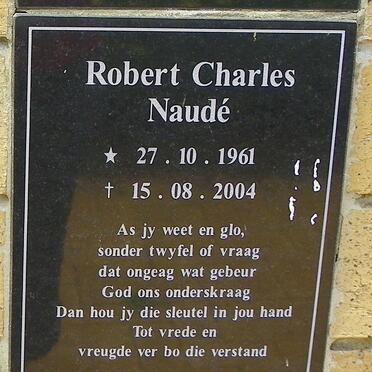 Robert Charles
Naudé
★ 27 . 10 . 1961
† 15 . 08 . 2004
As jy weet en glo,
sonder twyfel of vraag
dat ongeag wat gebeur
God ons onderskraag
Dan hou jy die sleutel in jou hand
Tot vrede en
vreugde ver bo die verstand